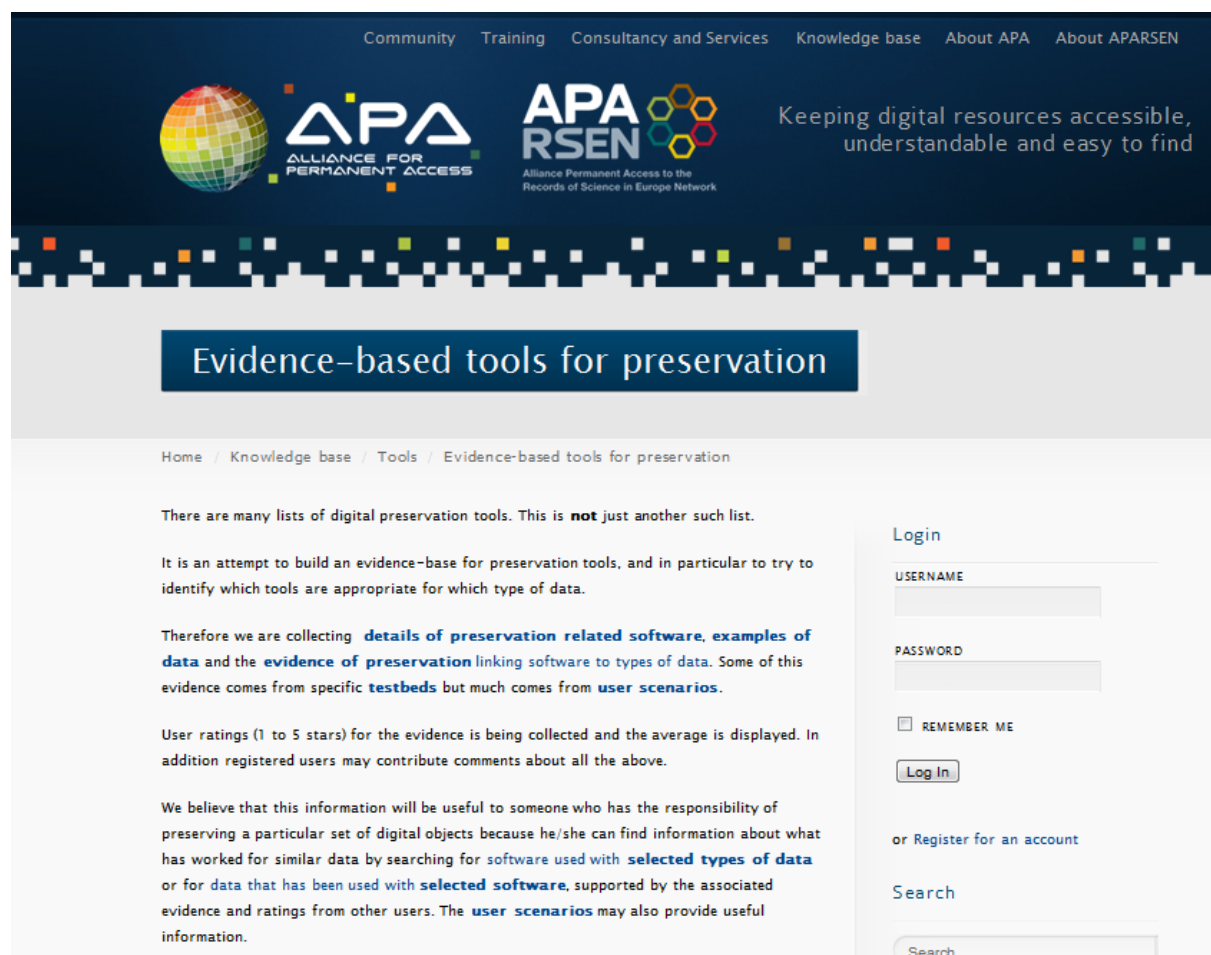 Community Training Consultancy and Services Knowledge base About APA About APARSEN
APA
ALLIANCE FOR
PERMANENT ACCESS
APA
RSEN
Alliance Permanent Access to the
Records of Science in Europe Network
Keeping digital resources accessible,
understandable and easy to find
Evidence-based tools for preservation
Home / Knowledge base / Tools / Evidence-based tools for preservation
There are many lists of digital preservation tools. This is not just another such list.
It is an attempt to build an evidence-base for preservation tools, and in particular to try to
identify which tools are appropriate for which type of data.
Therefore we are collecting details of preservation related software, examples of
data and the evidence of preservation linking software to types of data. Some of this
evidence comes from specific testbeds but much comes from user scenarios.
User ratings (1 to 5 stars) for the evidence is being collected and the average is displayed. In
addition registered users may contribute comments about all the above.
We believe that this information will be useful to someone who has the responsibility of
preserving a particular set of digital objects because he/she can find information about what
has worked for similar data by searching for software used with selected types of data
or for data that has been used with selected software, supported by the associated
evidence and ratings from other users. The user scenarios may also provide useful
information.
Login
USERNAME
PASSWORD
REMEMBER ME
Log In
or Register for an account
Search
Search